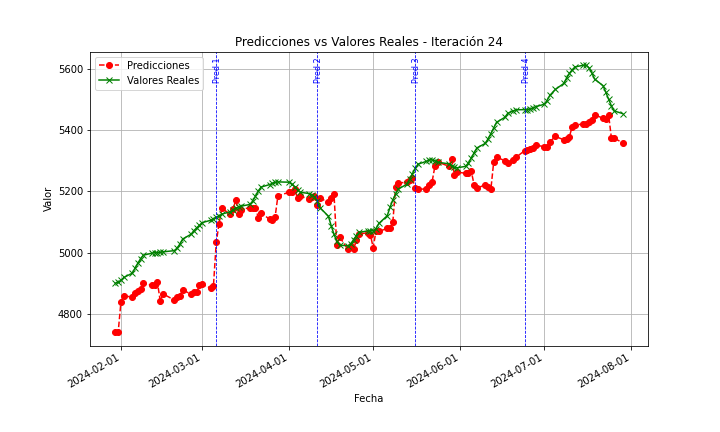 Predicciones vs Valores Reales - Iteración 24
Predicciones
Valores Reales
Pred 1
Pred 2
Pred 3
Pred 4
Valor
5600
5400
5200
5000
4800
2024-02-01
2024-03-01
2024-04-01
2024-05-01
2024-06-01
2024-07-01
2024-08-01
Fecha